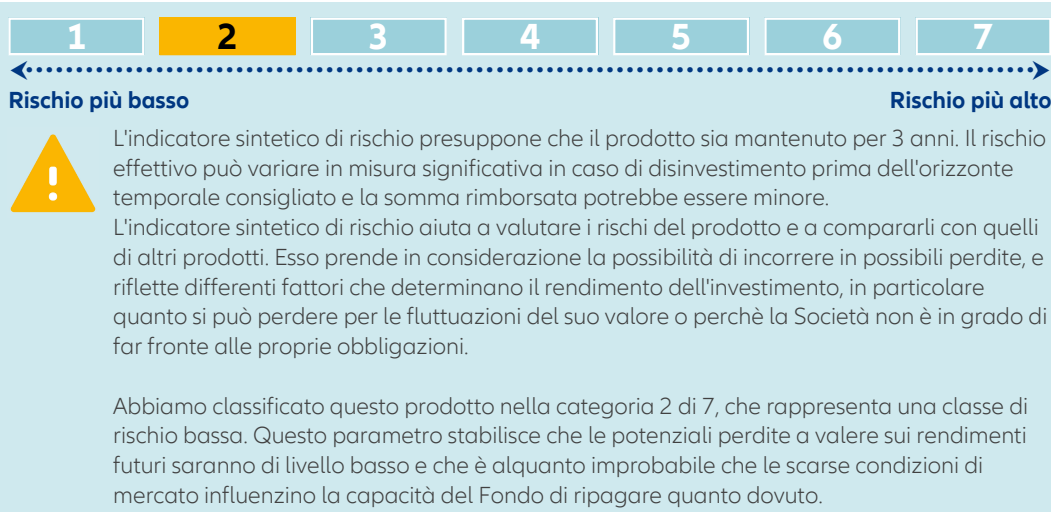 1 2 3 4 5 6 7
Rischio più basso Rischio più alto
L'indicatore sintetico di rischio presuppone che il prodotto sia mantenuto per 3 anni. Il rischio
effettivo può variare in misura significativa in caso di disinvestimento prima dell'orizzonte
temporale consigliato e la somma rimborsata potrebbe essere minore.
L'indicatore sintetico di rischio aiuta a valutare i rischi del prodotto e a compararli con quelli
di altri prodotti. Esso prende in considerazione la possibilità di incorrere in possibili perdite, e
riflette differenti fattori che determinano il rendimento dell'investimento, in particolare
quanto si può perdere per le fluttuazioni del suo valore o perchè la Società non è in grado di
far fronte alle proprie obbligazioni.
Abbiamo classificato questo prodotto nella categoria 2 di 7, che rappresenta una classe di
rischio bassa. Questo parametro stabilisce che le potenziali perdite a valere sui rendimenti
futuri saranno di livello basso e che è alquanto improbabile che le scarse condizioni di
mercato influenzino la capacità del Fondo di ripagare quanto dovuto.